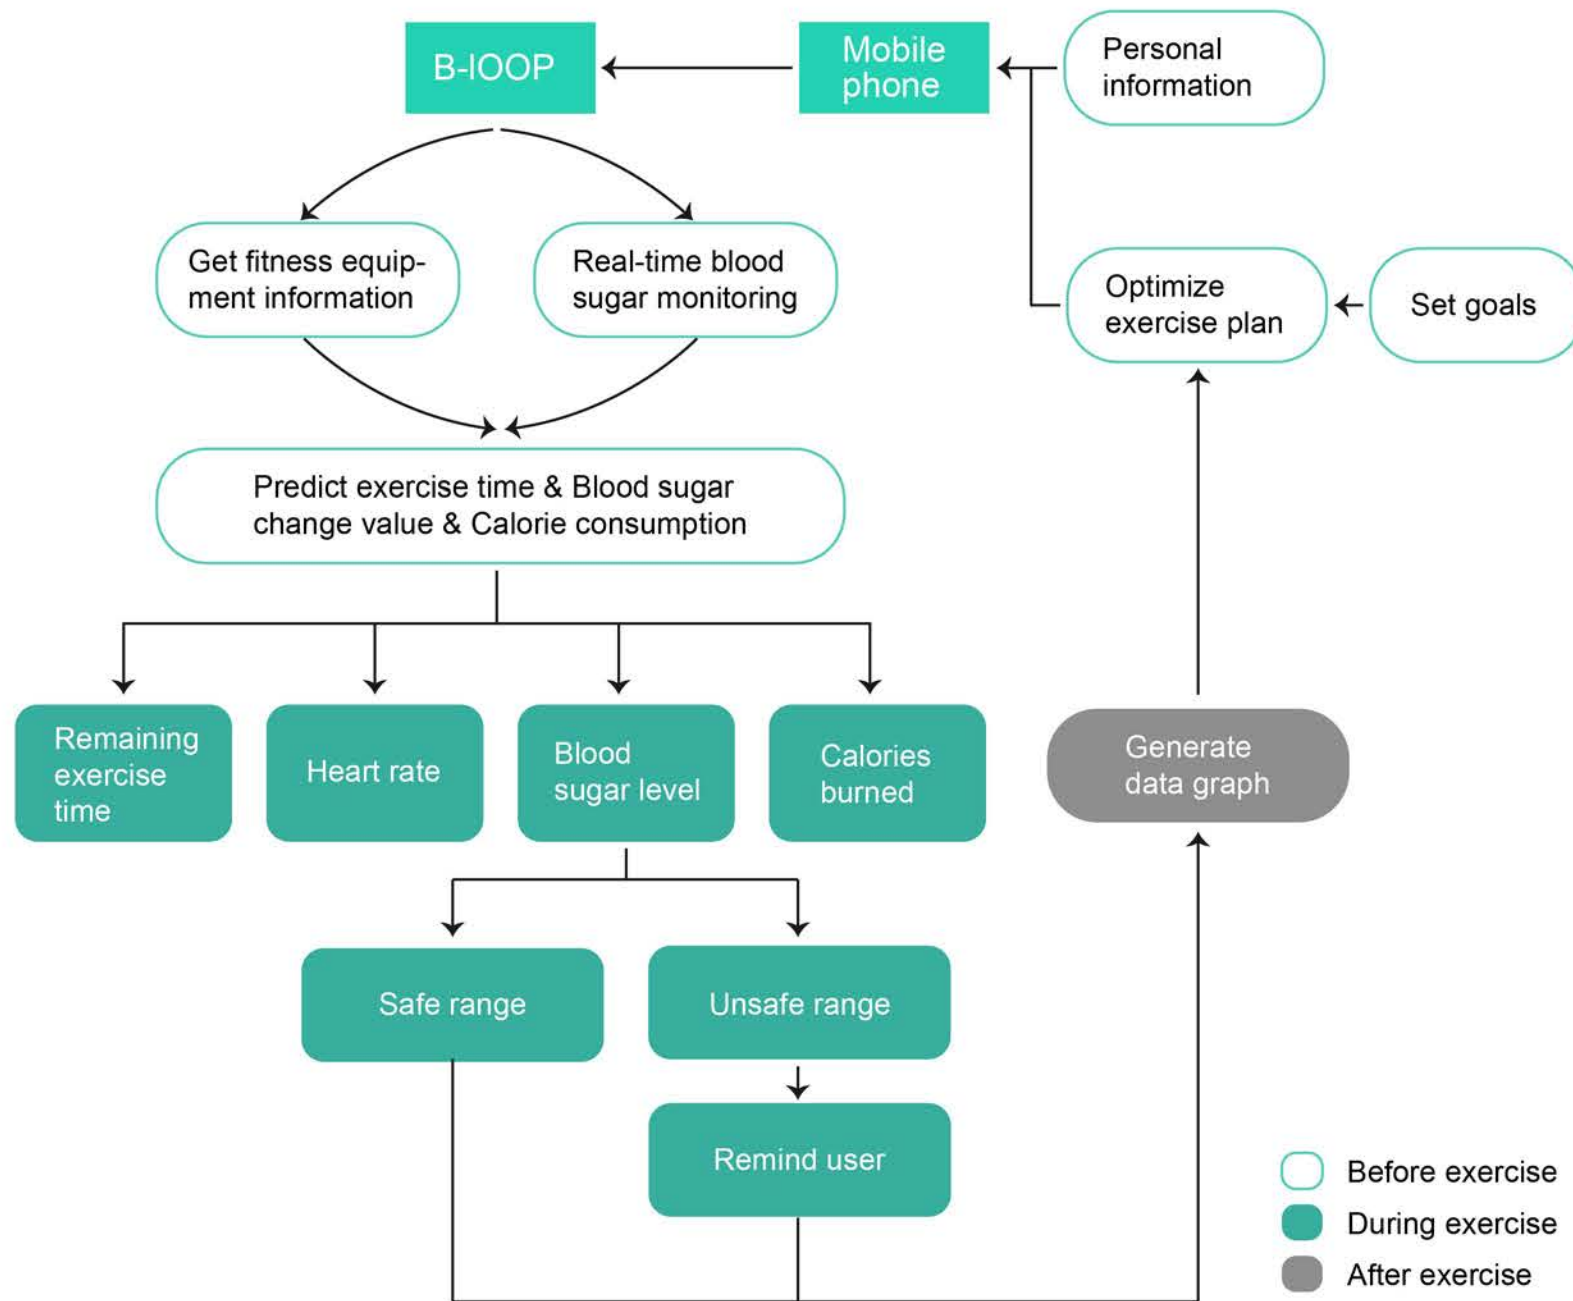 B-IOOP
Mobile
phone
Personal
information
Get fitness equip-
ment information
Real-time blood
sugar monitoring
Optimize
exercise plan
Set goals
Predict exercise time & Blood sugar
change value & Calorie consumption
Remaining
exercise
time
Heart rate
Blood
sugar level
Calories
burned
Generate
data graph
Safe range
Unsafe range
Remind user
Before exercise
During exercise
After exercise